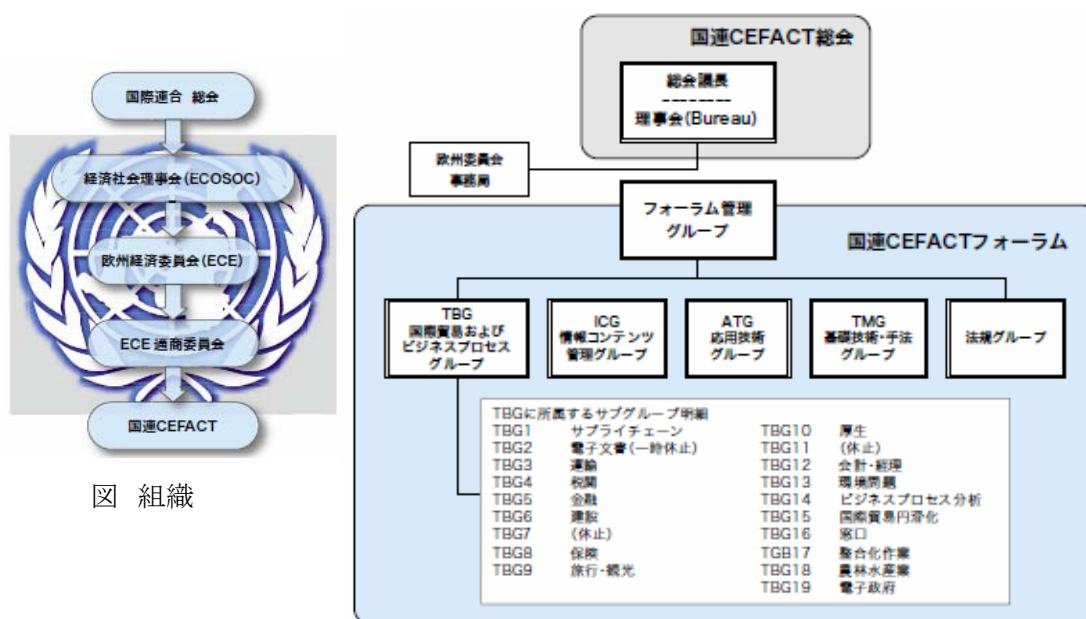 国際連合 総会
経済社会理事会(ECOSOC)
欧州経済委員会(ECE)
ECE 通商委員会
国連CEFACT
図 組織
国連CEFACT総会
総会議長
--------
理事会(Bureau)
欧州委員会
事務局
フォーラム管理
グループ
国連CEFACTフォーラム
TBG
国際貿易および
ビジネスプロセス
グループ
ICG
情報コンテンツ
管理グループ
ATG
応用技術
グループ
TMG
基礎技術・手法
グループ
法規グループ
TBGに所属するサブグループ明細
TBG1 サプライチェーン
TBG2 電子文書(一時休止)
TBG3 運輸
TBG4 税関
TBG5 金融
TBG6 建設
TBG7 (休止)
TBG8 保険
TBG9 旅行・観光
TBG10 厚生
TBG11 (休止)
TBG12 会計・経理
TBG13 環境問題
TBG14 ビジネスプロセス分析
TBG15 国際貿易円滑化
TBG16 窓口
TGB17 整合化作業
TBG18 農林水産業
TBG19 電子政府